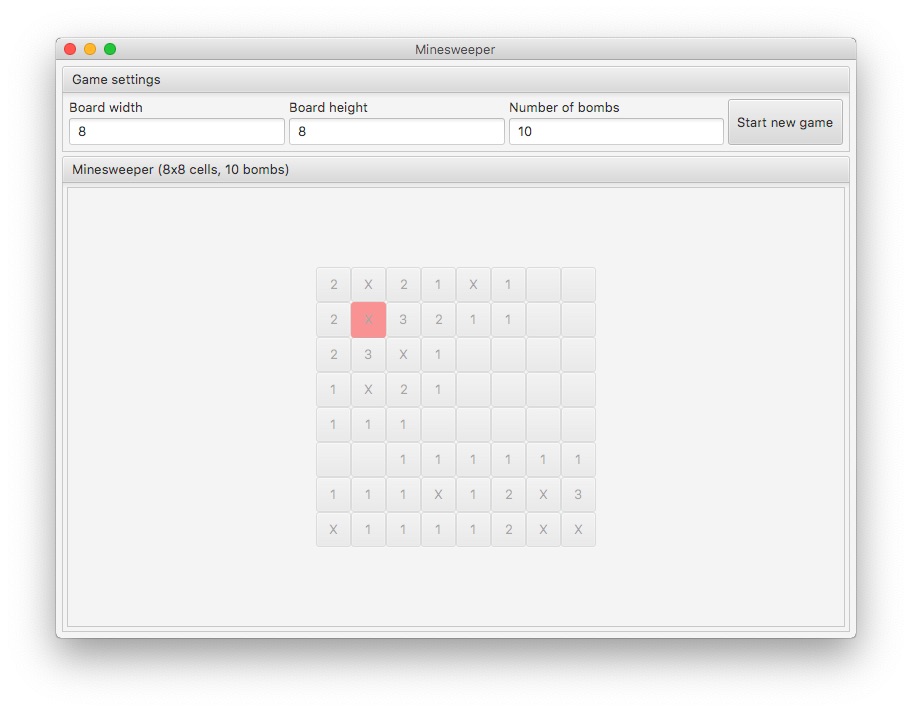 Minesweeper
Game settings
Board width Board height Number of bombs
8 8 10 Start new game
Minesweeper (8x8 cells, 10 bombs)
2 X 2 1 X 1
2 X 3 2 1 1
2 3 X 1
1 X 2 1
1 1 1
1 1 1 1 1 1
1 1 1 X 1 2 X 3
X 1 1 1 1 2 X X